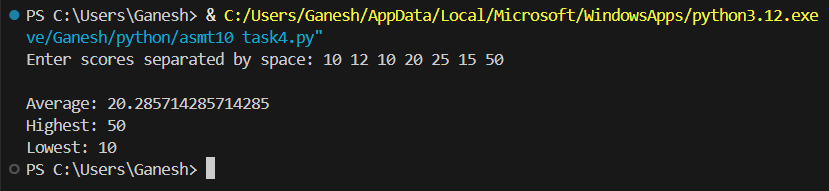 PS C:\Users\Ganesh> & C:/Users/Ganesh/AppData/Local/Microsoft/WindowsApps/python3.12.exe
ve/Ganesh/python/asmt10 task4.py"
Enter scores separated by space: 10 12 10 20 25 15 50
Average: 20.285714285714285
Highest: 50
Lowest: 10
PS C:\Users\Ganesh>